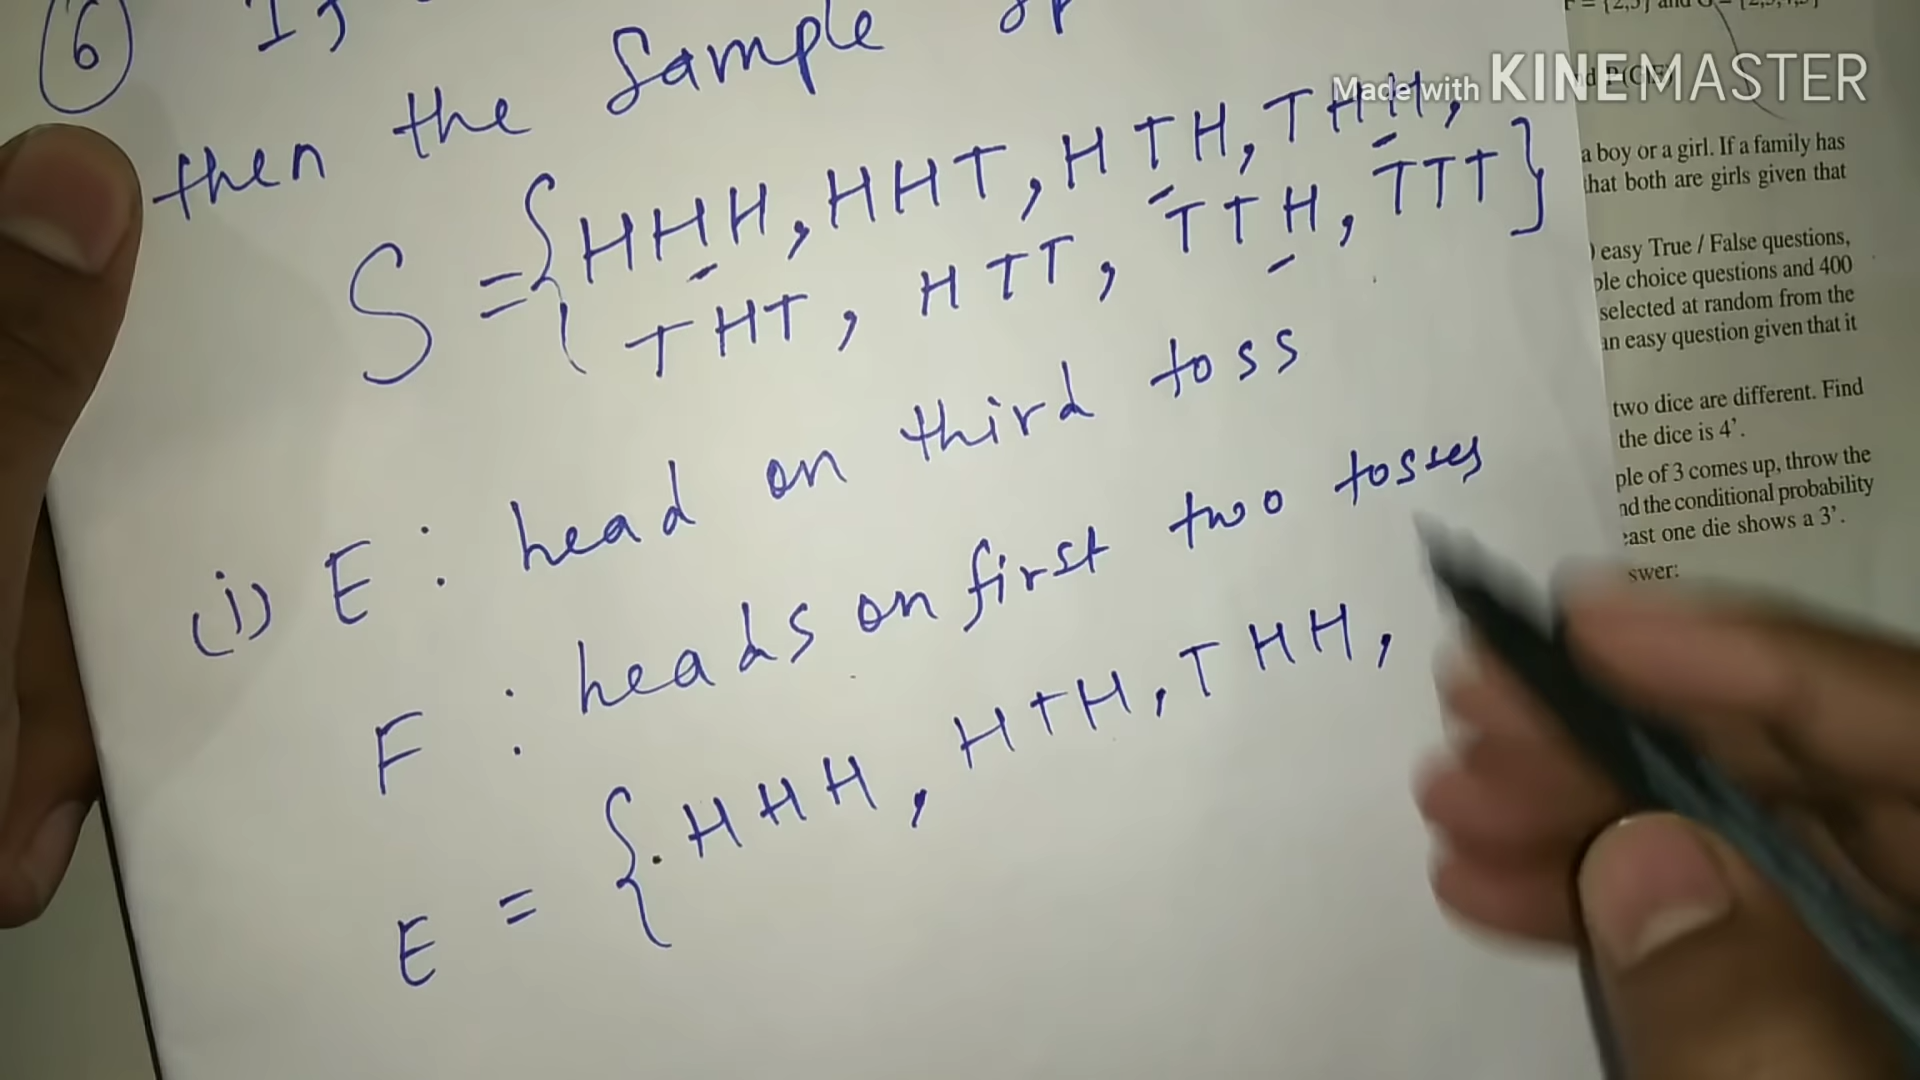 6 If
then the Sample sp
S = { HHH, HHT, HTH, THH,
THT, HTT, TTH, TTT }
(i) E : head on third toss
F : heads on first two tosses
E = { HHH, HTH, THH,
Made with KINEMASTER
a boy or a girl. If a family has
that both are girls given that
easy True / False questions,
ple choice questions and 400
selected at random from the
an easy question given that it
two dice are different. Find
the dice is 4'.
ple of 3 comes up, throw the
nd the conditional probability
east one die shows a 3'.
swer: